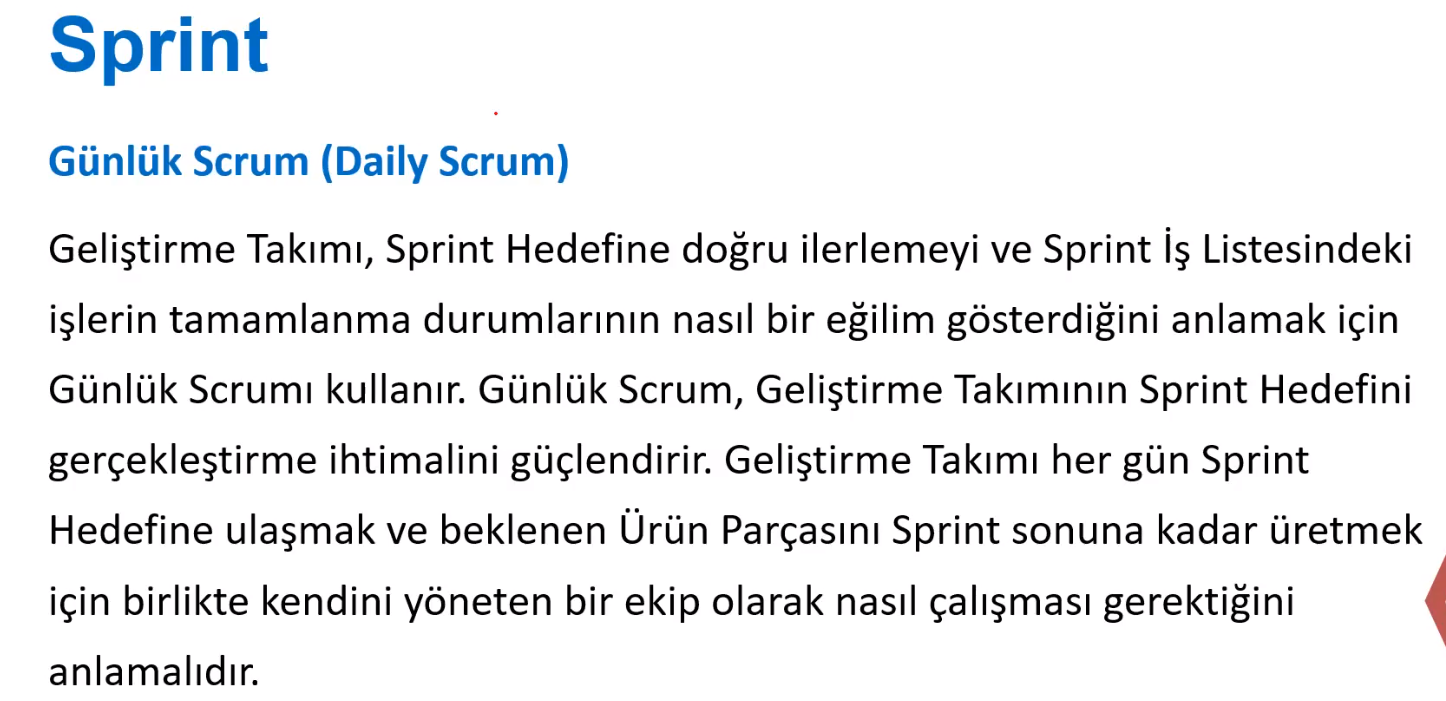 Sprint
Günlük Scrum (Daily Scrum)
Geliştirme Takımı, Sprint Hedefine doğru ilerlemeyi ve Sprint İş Listesindeki
işlerin tamamlanma durumlarının nasıl bir eğilim gösterdiğini anlamak için
Günlük Scrumı kullanır. Günlük Scrum, Geliştirme Takımının Sprint Hedefini
gerçekleştirme ihtimalini güçlendirir. Geliştirme Takımı her gün Sprint
Hedefine ulaşmak ve beklenen Ürün Parçasını Sprint sonuna kadar üretmek
için birlikte kendini yöneten bir ekip olarak nasıl çalışması gerektiğini
anlamalıdır.